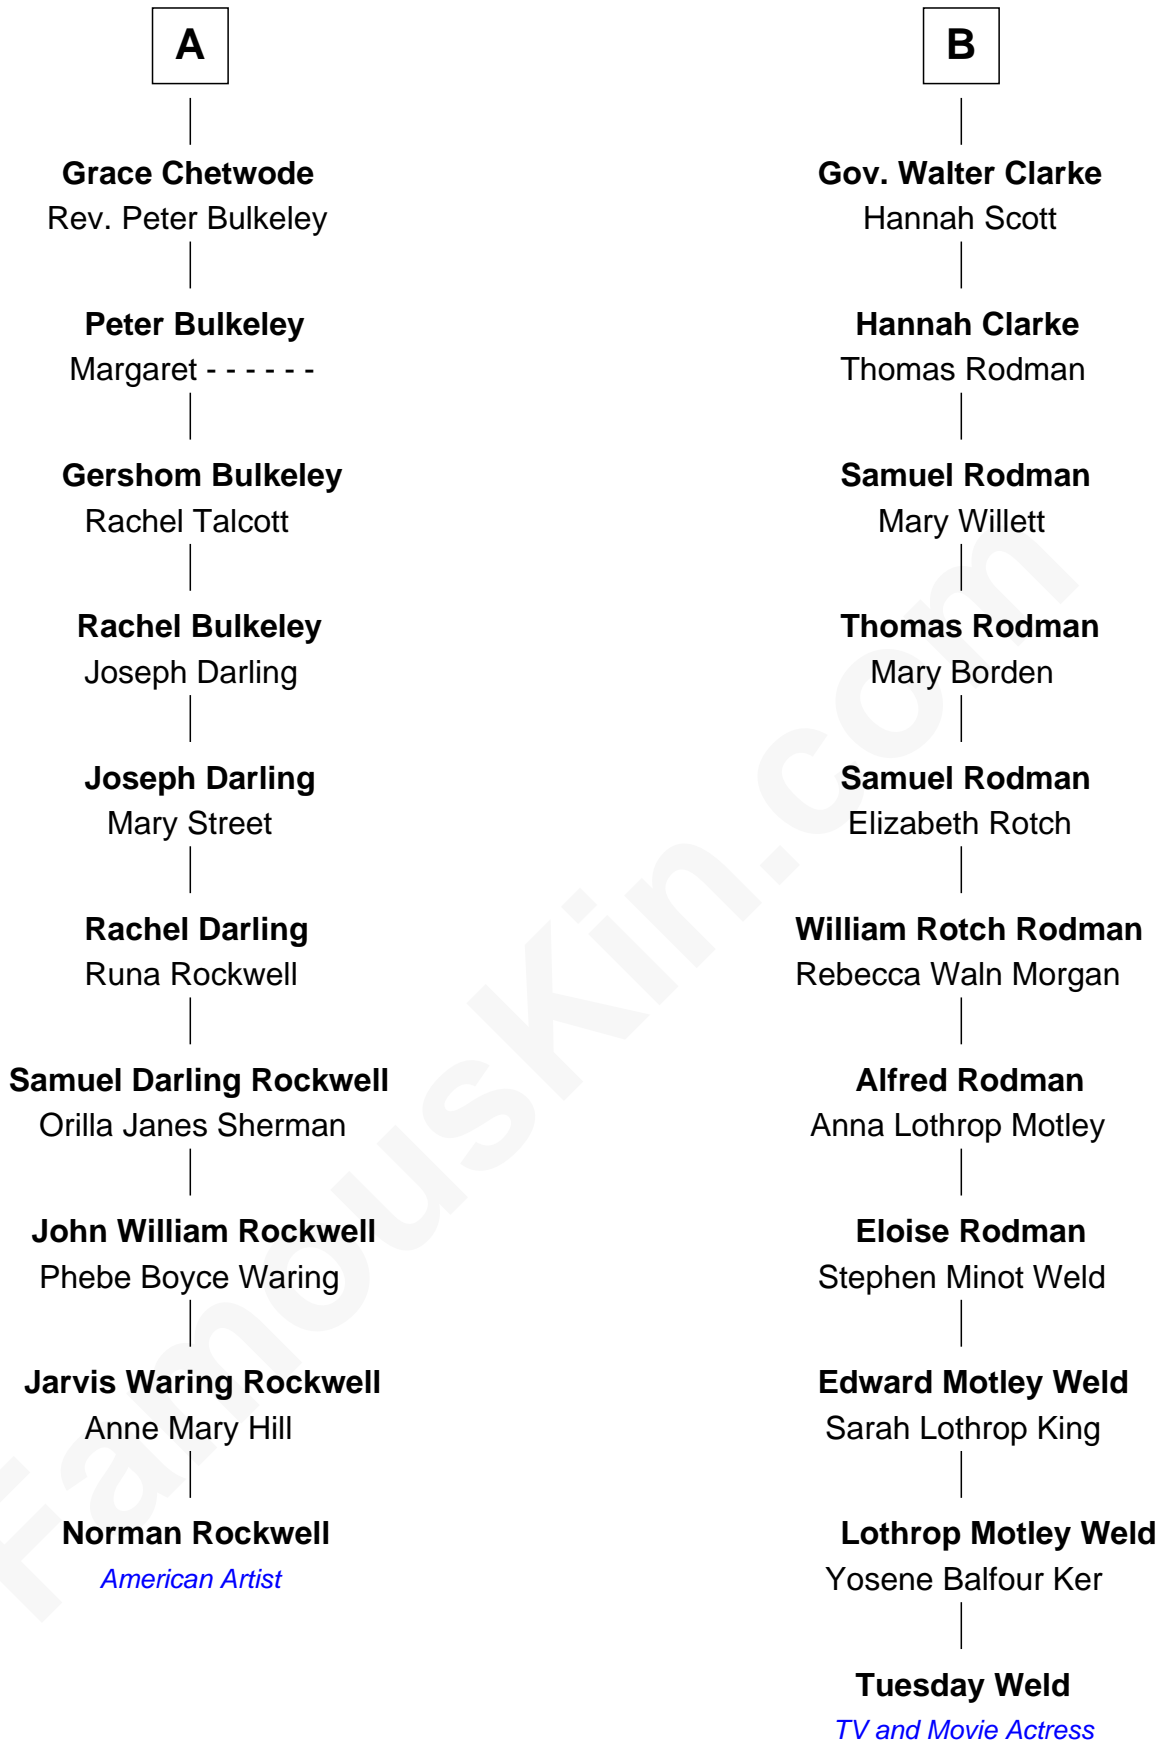 A
Grace Chetwode
Rev. Peter Bulkeley
Peter Bulkeley
Margaret - - - - - -
Gershom Bulkeley
Rachel Talcott
Rachel Bulkeley
Joseph Darling
Joseph Darling
Mary Street
Rachel Darling
Runa Rockwell
Samuel Darling Rockwell
Orilla Janes Sherman
John William Rockwell
Phebe Boyce Waring
Jarvis Waring Rockwell
Anne Mary Hill
Norman Rockwell
American Artist
B
Gov. Walter Clarke
Hannah Scott
Hannah Clarke
Thomas Rodman
Samuel Rodman
Mary Willett
Thomas Rodman
Mary Borden
Samuel Rodman
Elizabeth Rotch
William Rotch Rodman
Rebecca Waln Morgan
Alfred Rodman
Anna Lothrop Motley
Eloise Rodman
Stephen Minot Weld
Edward Motley Weld
Sarah Lothrop King
Lothrop Motley Weld
Yosene Balfour Ker
Tuesday Weld
TV and Movie Actress
FamousKin.com